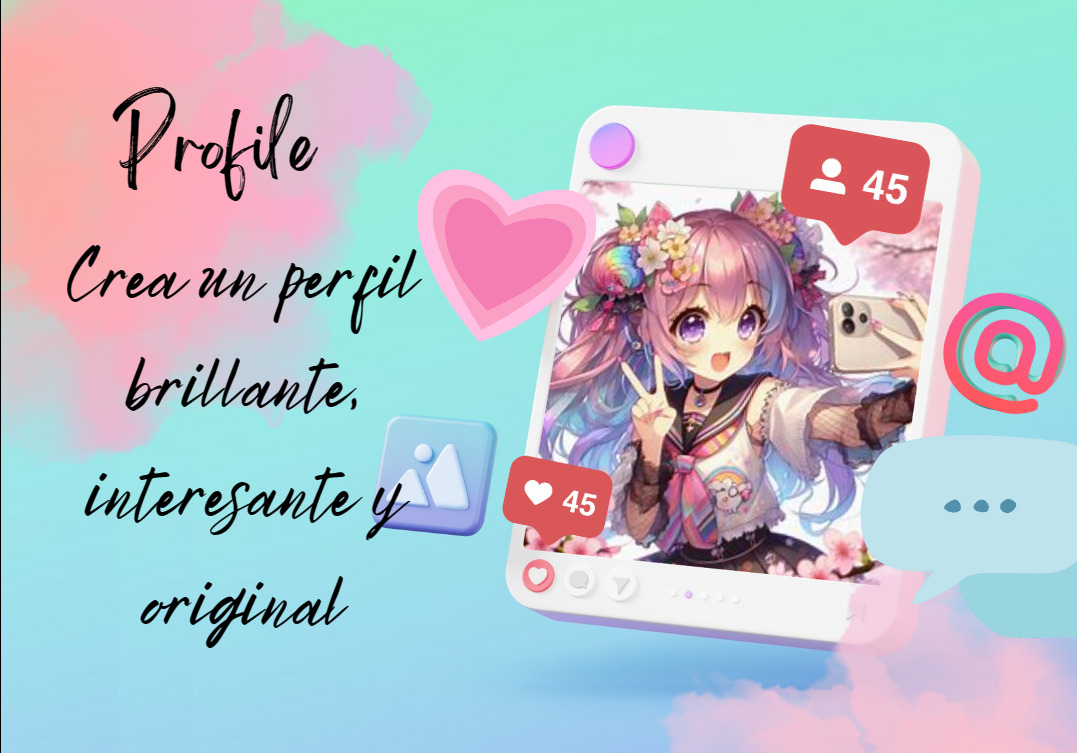 Profile
Crea un perfil
brillante,
interesante y
original
45
@
45